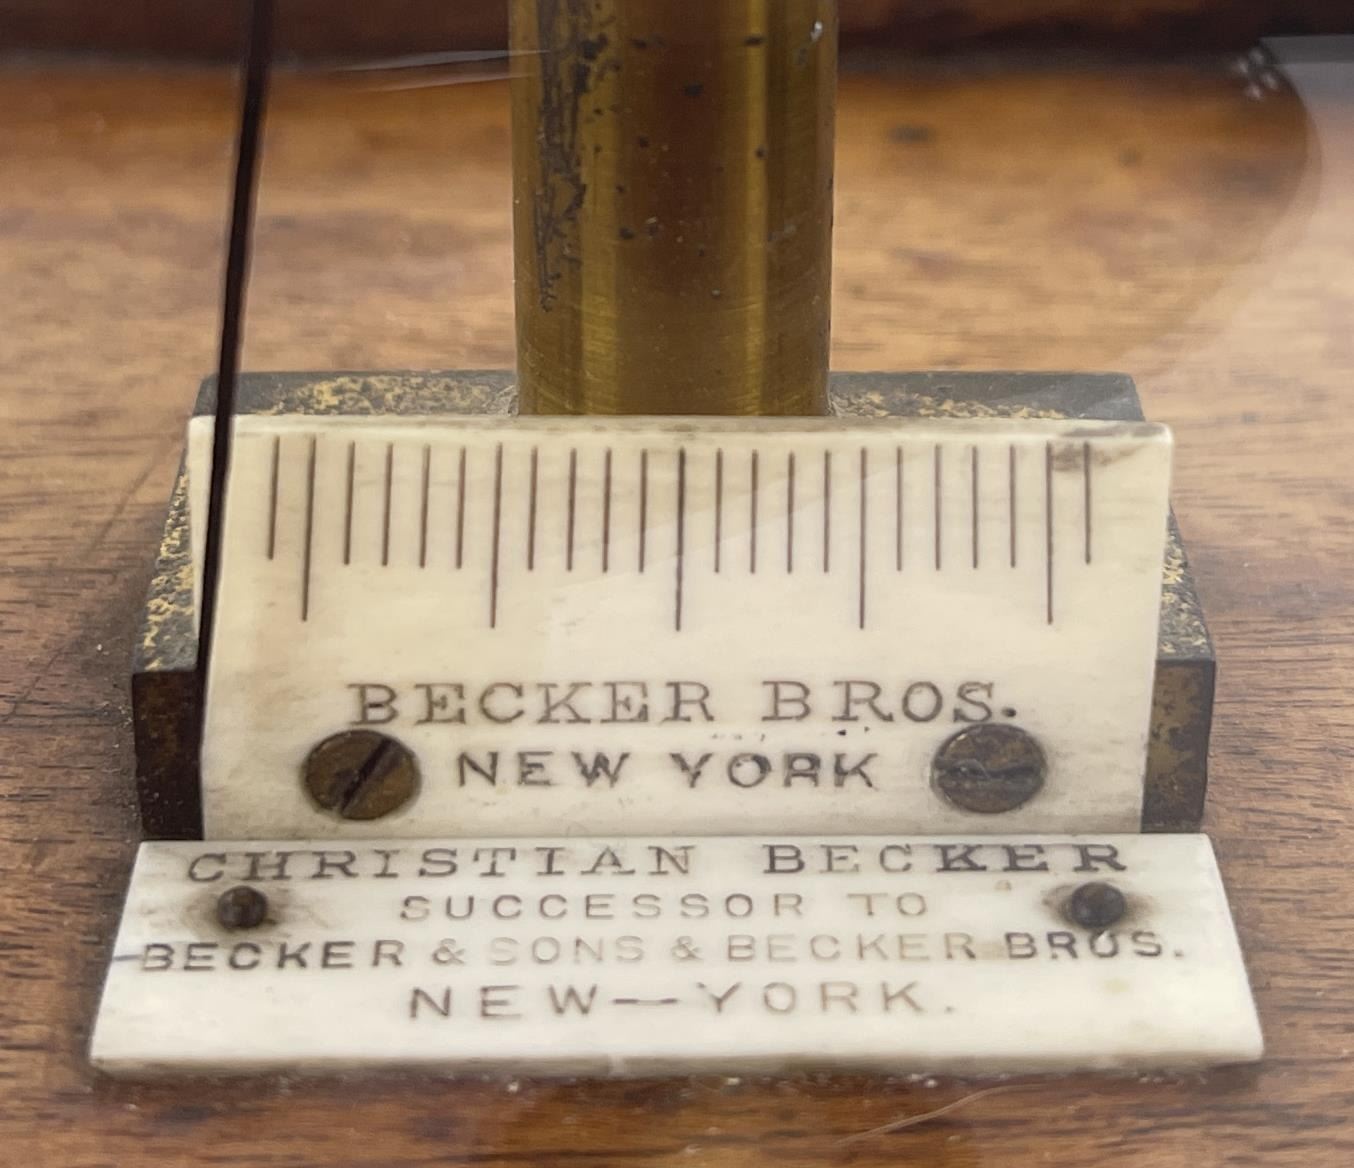 BECKER BROS.
NEW YORK
CHRISTIAN BECKER
SUCCESSOR TO
BECKER & SONS & BECKER BROS.
NEW—YORK.